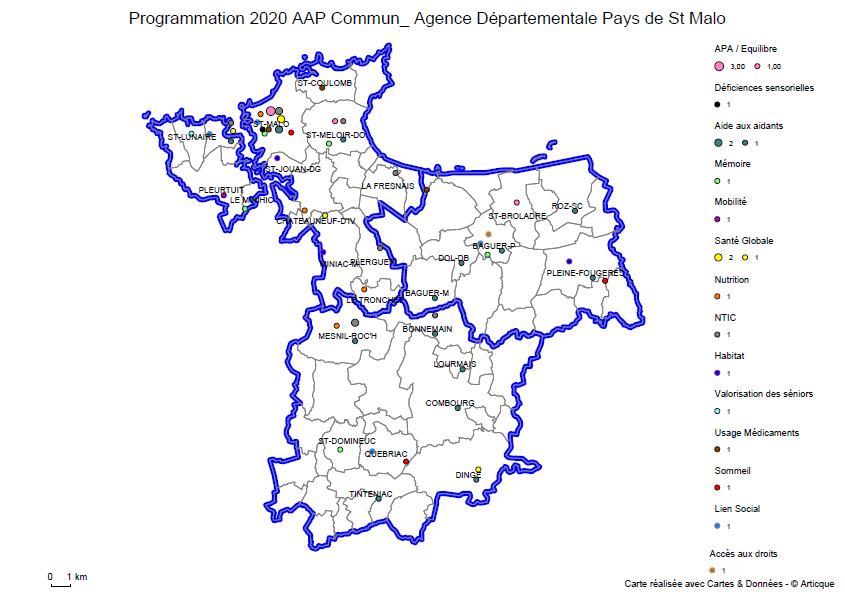 Programmation 2020 AAP Commun_ Agence Départementale Pays de St Malo
APA / Equilibre
3,00 1,00
Déficiences sensorielles
1
Aide aux aidants
2 1
Mémoire
1
Mobilité
1
Santé Globale
2 1
Nutrition
1
NTIC
1
Habitat
1
Valorisation des séniors
1
Usage Médicaments
1
Sommeil
1
Lien Social
1
Accès aux droits
1
ST-COULOMB
ST-MALO
ST-LUNAIRE
ST-MELOIR-DO
ST-JOUAN-DG
LA FRESNAIS
PLEURTUIT
CHATEAUNEUF-D'IV
ROZ-SC
ST-BROLADRE
BAGUER-P
DOL-DB
PLERGUER
PLEINE-FOUGERES
BAGUER-M
LE TRONCHET
BONNEMAIN
MESNIL-ROC'H
LOURMAIS
COMBOURG
ST-DOMINEUC
QUEBRIAC
DINGE
TINTENIAC
0 1 km
Carte réalisée avec Cartes & Données - © Articque